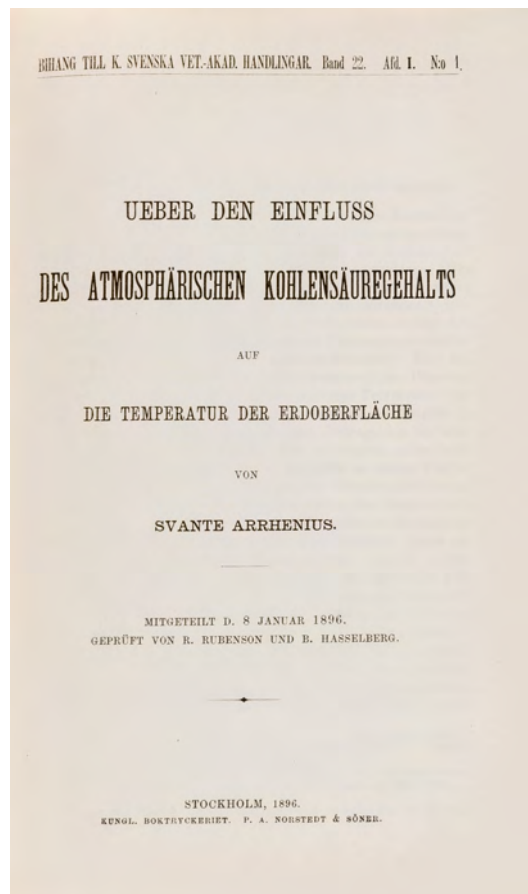 BIHANG TILL K. SVENSKA VET.-AKAD. HANDLINGAR. Band 22. Afd. I. N:o 1.
UEBER DEN EINFLUSS
DES ATMOSPHÄRISCHEN KOHLENSÄUREGEHALTS
AUF
DIE TEMPERATUR DER ERDOBERFLÄCHE
VON
SVANTE ARRHENIUS.
MITGETEILT D. 8 JANUAR 1896.
GEPRÜFT VON R. RUBENSON UND B. HASSELBERG.
STOCKHOLM, 1896.
KUNGL. BOKTRYCKERIET. P. A. NORSTEDT & SÖNER.